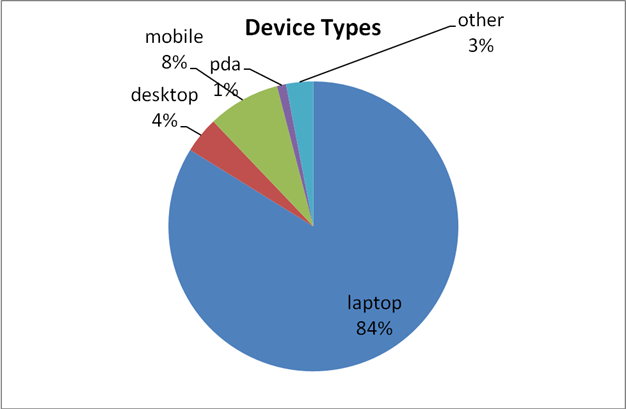 Device Types
other
3%
mobile
8%
pda
1%
desktop
4%
laptop
84%